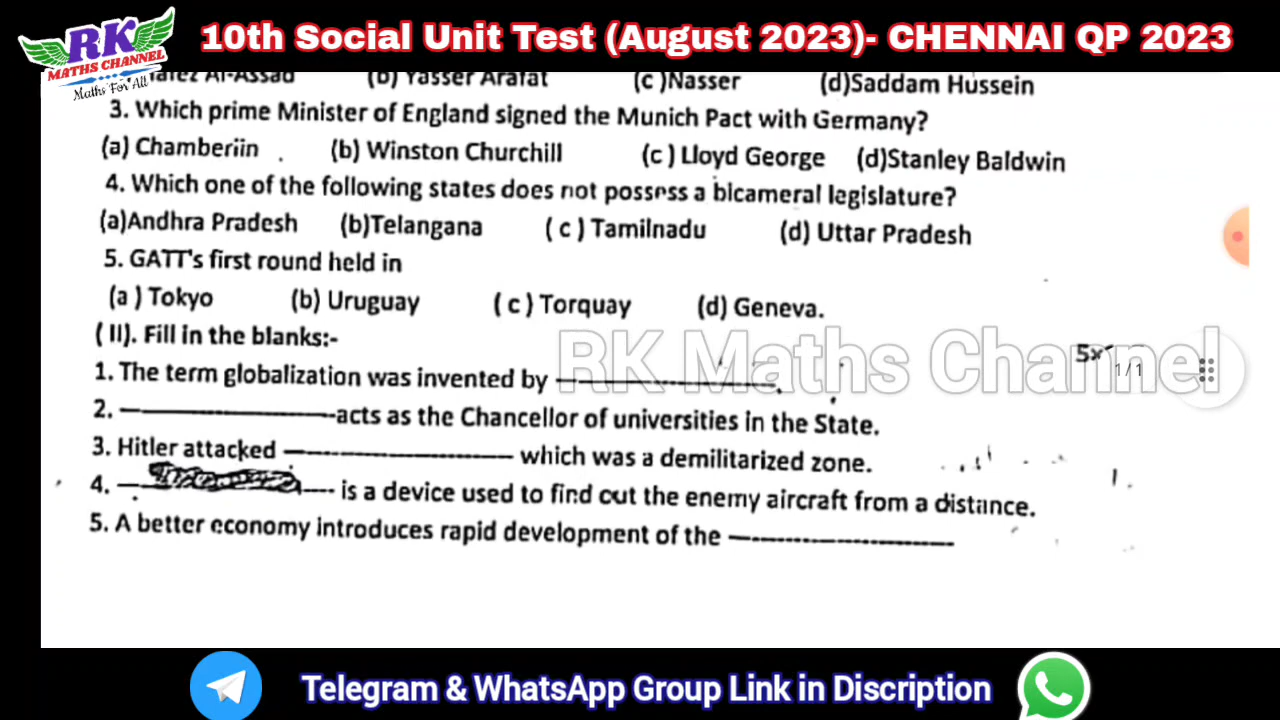 RK
MATHS CHANNEL
Maths For All
10th Social Unit Test (August 2023)- CHENNAI QP 2023
Al-Assad (b) Yasser Arafat (c )Nasser (d)Saddam Hussein
3. Which prime Minister of England signed the Munich Pact with Germany?
(a) Chamberiin . (b) Winston Churchill (c ) Lloyd George (d)Stanley Baldwin
4. Which one of the following states does not possess a bicameral legislature?
(a)Andhra Pradesh (b)Telangana ( c ) Tamilnadu (d) Uttar Pradesh
5. GATT's first round held in
(a ) Tokyo (b) Uruguay ( c ) Torquay (d) Geneva.
( II). Fill in the blanks:-
RK Maths Channel
5x
1 / 1
1. The term globalization was invented by ---------------.
2. ---------------acts as the Chancellor of universities in the State.
3. Hitler attacked --------------- which was a demilitarized zone.
4. --------------- is a device used to find out the enemy aircraft from a distance.
5. A better economy introduces rapid development of the ---------------
Telegram & WhatsApp Group Link in Discription